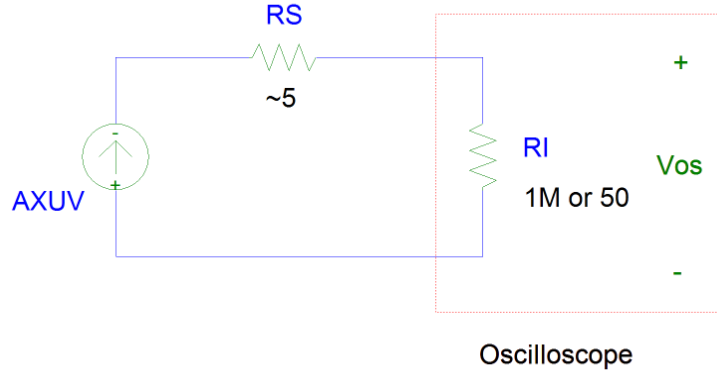 RS
~5
-
+
AXUV
RI
1M or 50
+
Vos
-
Oscilloscope